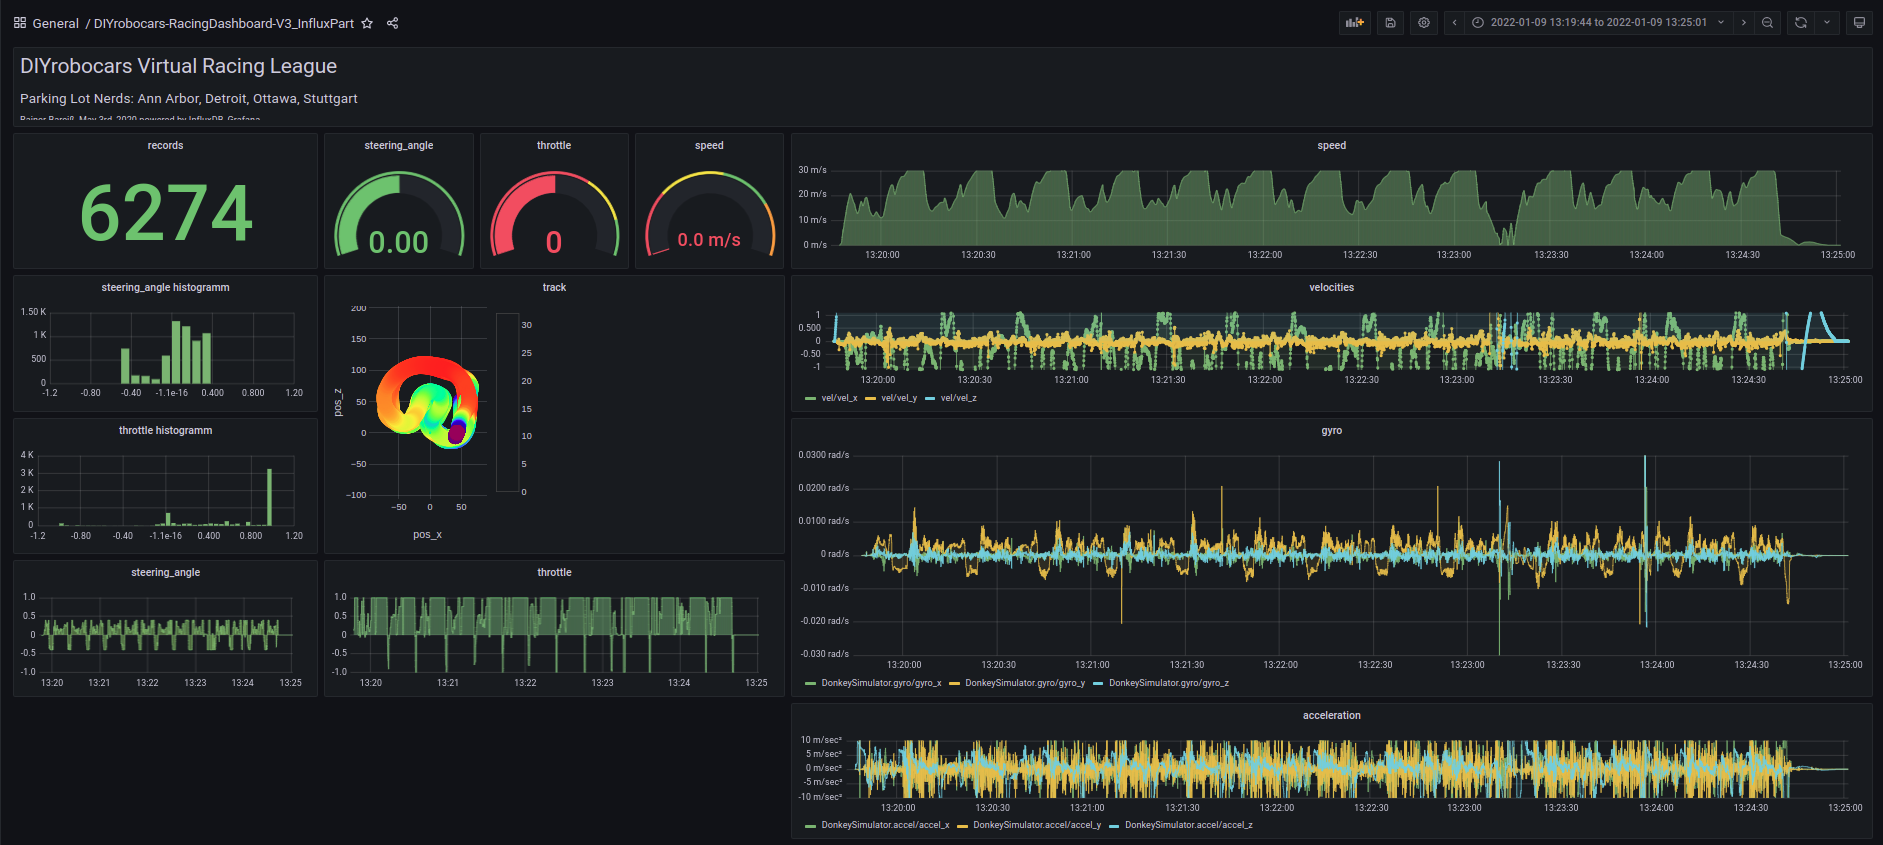 General / DIYrobocars-RacingDashboard-V3_InfluxPart
2022-01-09 13:19:44 to 2022-01-09 13:25:01
DIYrobocars Virtual Racing League
Parking Lot Nerds: Ann Arbor, Detroit, Ottawa, Stuttgart
Rainer Bareiß, May 3rd, 2020 powered by InfluxDB, Grafana
records
6274
steering_angle
0.00
throttle
0
speed
0.0 m/s
speed
30 m/s
20 m/s
10 m/s
0 m/s
13:20:00 13:20:30 13:21:00 13:21:30 13:22:00 13:22:30 13:23:00 13:23:30 13:24:00 13:24:30 13:25:00
steering_angle histogramm
1.50 K
1 K
500
0
-1.2 -0.80 -0.40 -1.1e-16 0.400 0.800 1.20
track
200
150
100
50
0
−50
−100
pos_z
−50 0 50
pos_x
30
25
20
15
10
5
0
velocities
1
0.500
0
-0.50
-1
13:20:00 13:20:30 13:21:00 13:21:30 13:22:00 13:22:30 13:23:00 13:23:30 13:24:00 13:24:30 13:25:00
vel/vel_x vel/vel_y vel/vel_z
throttle histogramm
4 K
3 K
2 K
1 K
0
-1.2 -0.80 -0.40 -1.1e-16 0.400 0.800 1.20
gyro
0.0300 rad/s
0.0200 rad/s
0.0100 rad/s
0 rad/s
-0.010 rad/s
-0.020 rad/s
-0.030 rad/s
13:20:00 13:20:30 13:21:00 13:21:30 13:22:00 13:22:30 13:23:00 13:23:30 13:24:00 13:24:30 13:25:00
DonkeySimulator.gyro/gyro_x DonkeySimulator.gyro/gyro_y DonkeySimulator.gyro/gyro_z
steering_angle
1.0
0.5
0
-0.5
-1.0
13:20 13:21 13:22 13:23 13:24 13:25
throttle
1.0
0.5
0
-0.5
-1.0
13:20 13:21 13:22 13:23 13:24 13:25
acceleration
10 m/sec²
5 m/sec²
0 m/sec²
-5 m/sec²
-10 m/sec²
13:20:00 13:20:30 13:21:00 13:21:30 13:22:00 13:22:30 13:23:00 13:23:30 13:24:00 13:24:30 13:25:00
DonkeySimulator.accel/accel_x DonkeySimulator.accel/accel_y DonkeySimulator.accel/accel_z